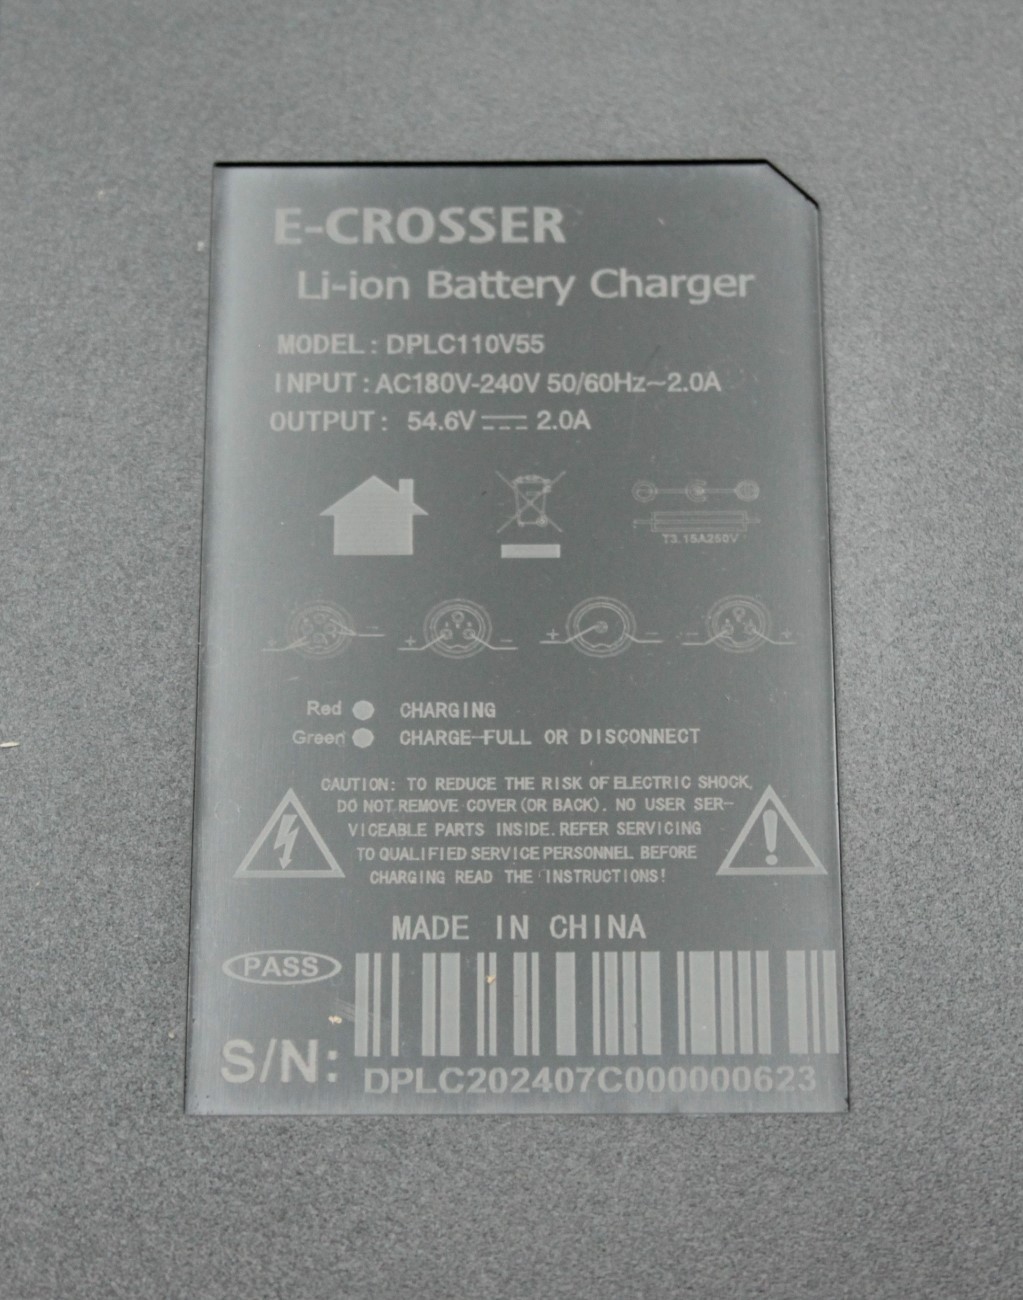 E-CROSSER
Li-ion Battery Charger
MODEL: DPLC110V55
INPUT: AC180V-240V 50/60Hz~2.0A
OUTPUT: 54.6V⎓2.0A
T3.15A250V
+ − + − + − − +
Red CHARGING
Green CHARGE-FULL OR DISCONNECT
CAUTION: TO REDUCE THE RISK OF ELECTRIC SHOCK,
DO NOT REMOVE COVER (OR BACK). NO USER SER-
VICEABLE PARTS INSIDE. REFER SERVICING
TO QUALIFIED SERVICE PERSONNEL BEFORE
CHARGING READ THE INSTRUCTIONS!
MADE IN CHINA
PASS
S/N: DPLC202407C000000623